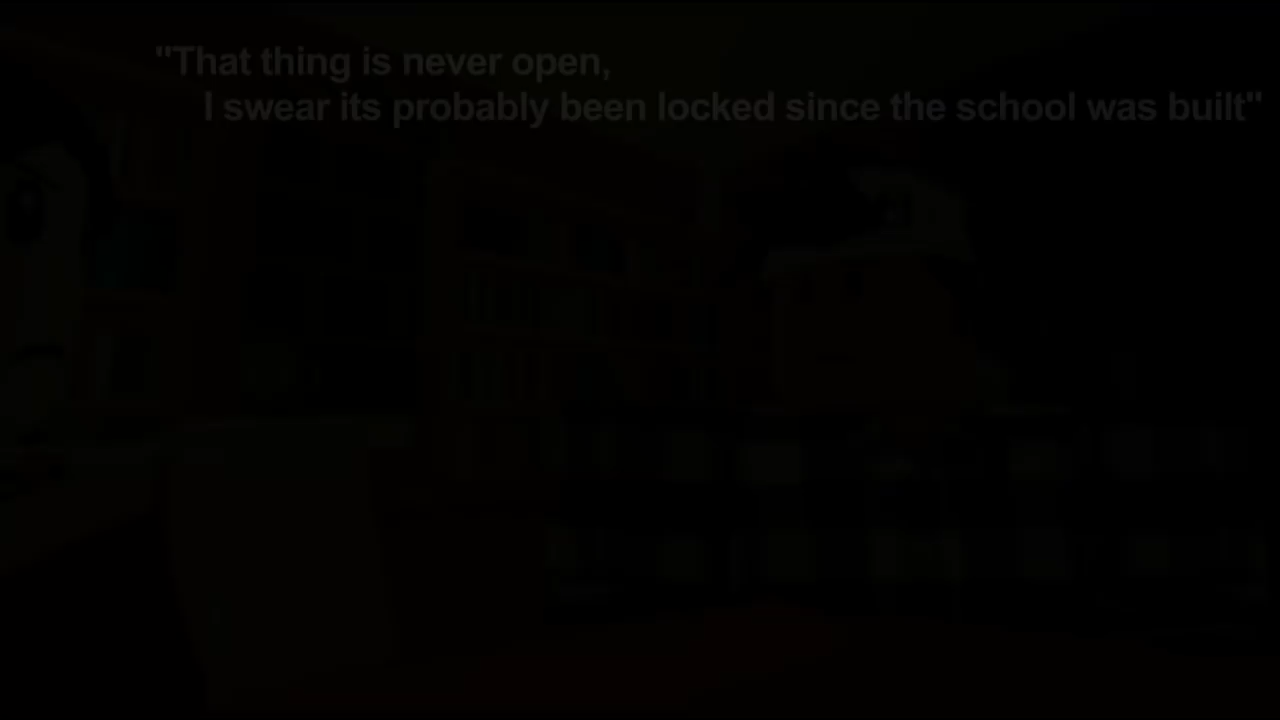 "That thing is never open,
I swear its probably been locked since the school was built"